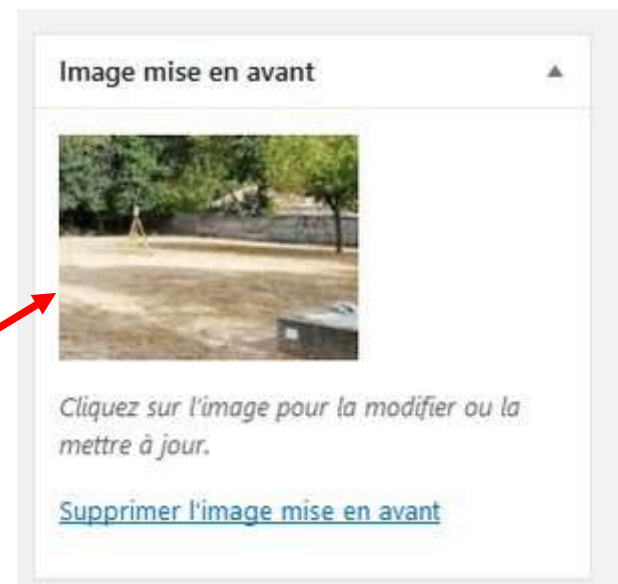 Image mise en avant
Cliquez sur l'image pour la modifier ou la
mettre à jour.
Supprimer l'image mise en avant